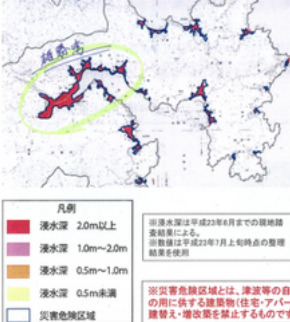 凡例
浸水深 2.0m以上
浸水深 1.0m~2.0m
浸水深 0.5m~1.0m
浸水深 0.5m未満
災害危険区域
※浸水深は平成23年6月までの現地踏
査結果による。
※数値は平成23年7月上旬時点の整理
結果を使用
※災害危険区域とは、津波等の自
の用に供する建築物(住宅・アパー
建替え・増改築を禁止するものです